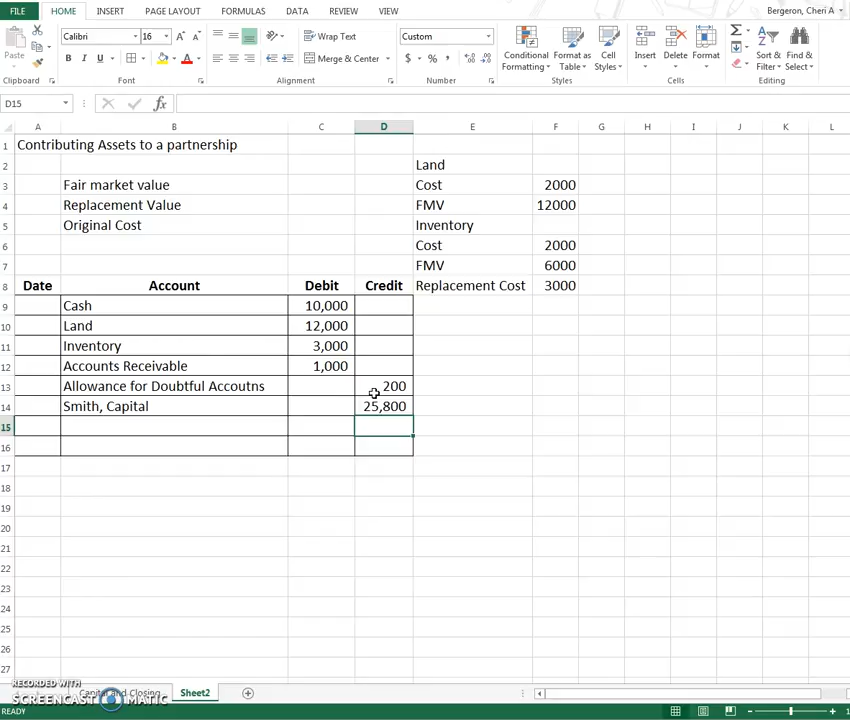 Bergeron, Cheri A
FILE HOME INSERT PAGE LAYOUT FORMULAS DATA REVIEW VIEW
Calibri 16 Wrap Text Custom
Paste B I U Merge & Center $ % Conditional Formatting Format as Table Cell Styles Insert Delete Format Sort & Filter Find & Select
Clipboard Font Alignment Number Styles Cells Editing
D15 fx
A B C D E F G H I J K L
1 Contributing Assets to a partnership
2 Land
3 Fair market value Cost 2000
4 Replacement Value FMV 12000
5 Original Cost Inventory
6 Cost 2000
7 FMV 6000
8 Date Account Debit Credit Replacement Cost 3000
9 Cash 10,000
10 Land 12,000
11 Inventory 3,000
12 Accounts Receivable 1,000
13 Allowance for Doubtful Accoutns 200
14 Smith, Capital 25,800
15
16
17
18
19
20
21
22
23
24
25
26
27
RECORDED WITH
SCREENCAST MATIC
Capital and Closing Sheet2
READY